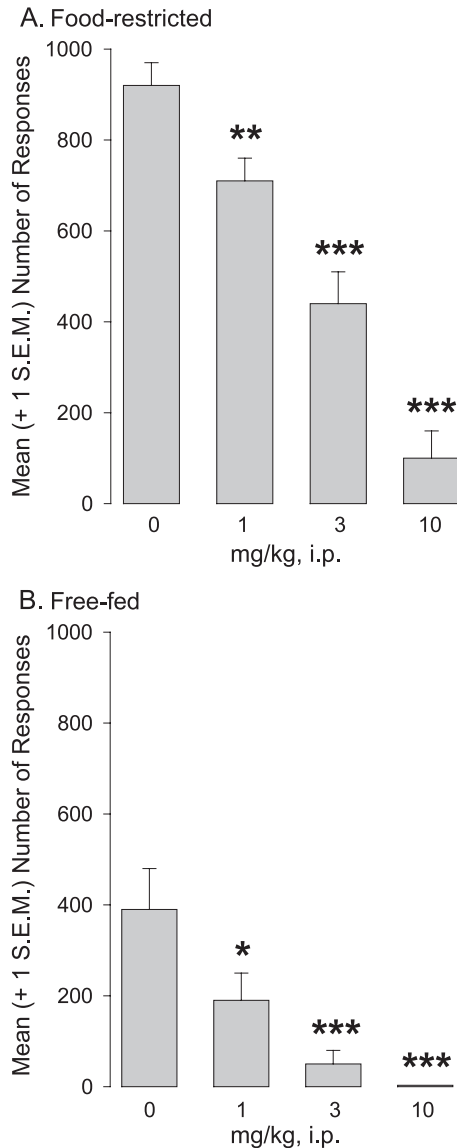 A. Food-restricted
Mean (+ 1 S.E.M.) Number of Responses
1000
800
600
400
200
0
**
***
***
0 1 3 10
mg/kg, i.p.
B. Free-fed
Mean (+ 1 S.E.M.) Number of Responses
1000
800
600
400
200
0
*
***
***
0 1 3 10
mg/kg, i.p.